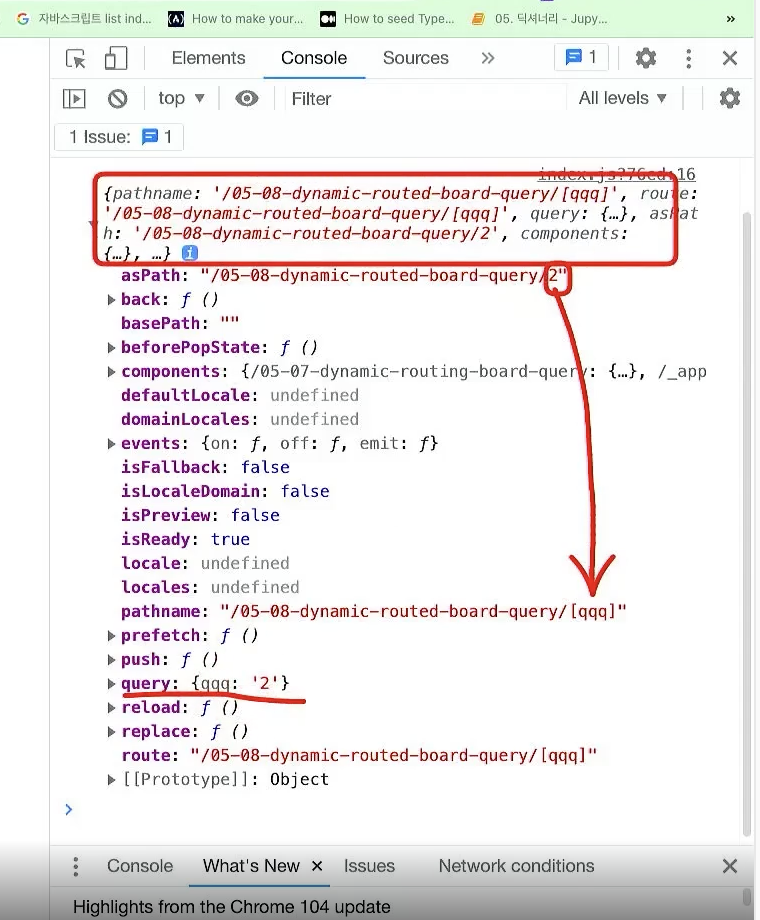 자바스크립트 list ind... How to make your... How to seed Type... 05. 딕셔너리 - Jupy... »
Elements Console Sources » 1
top ▼ Filter All levels ▼
1 Issue: 1
index.js?76cd:16
{pathname: '/05-08-dynamic-routed-board-query/[qqq]', route:
'/05-08-dynamic-routed-board-query/[qqq]', query: {…}, asPat
h: '/05-08-dynamic-routed-board-query/2', components:
{…}, …} i
asPath: "/05-08-dynamic-routed-board-query/2"
back: ƒ ()
basePath: ""
beforePopState: ƒ ()
components: {/05-07-dynamic-routing-board-query: {…}, /_app
defaultLocale: undefined
domainLocales: undefined
events: {on: ƒ, off: ƒ, emit: ƒ}
isFallback: false
isLocaleDomain: false
isPreview: false
isReady: true
locale: undefined
locales: undefined
pathname: "/05-08-dynamic-routed-board-query/[qqq]"
prefetch: ƒ ()
push: ƒ ()
query: {qqq: '2'}
reload: ƒ ()
replace: ƒ ()
route: "/05-08-dynamic-routed-board-query/[qqq]"
[[Prototype]]: Object
Console What's New × Issues Network conditions
Highlights from the Chrome 104 update